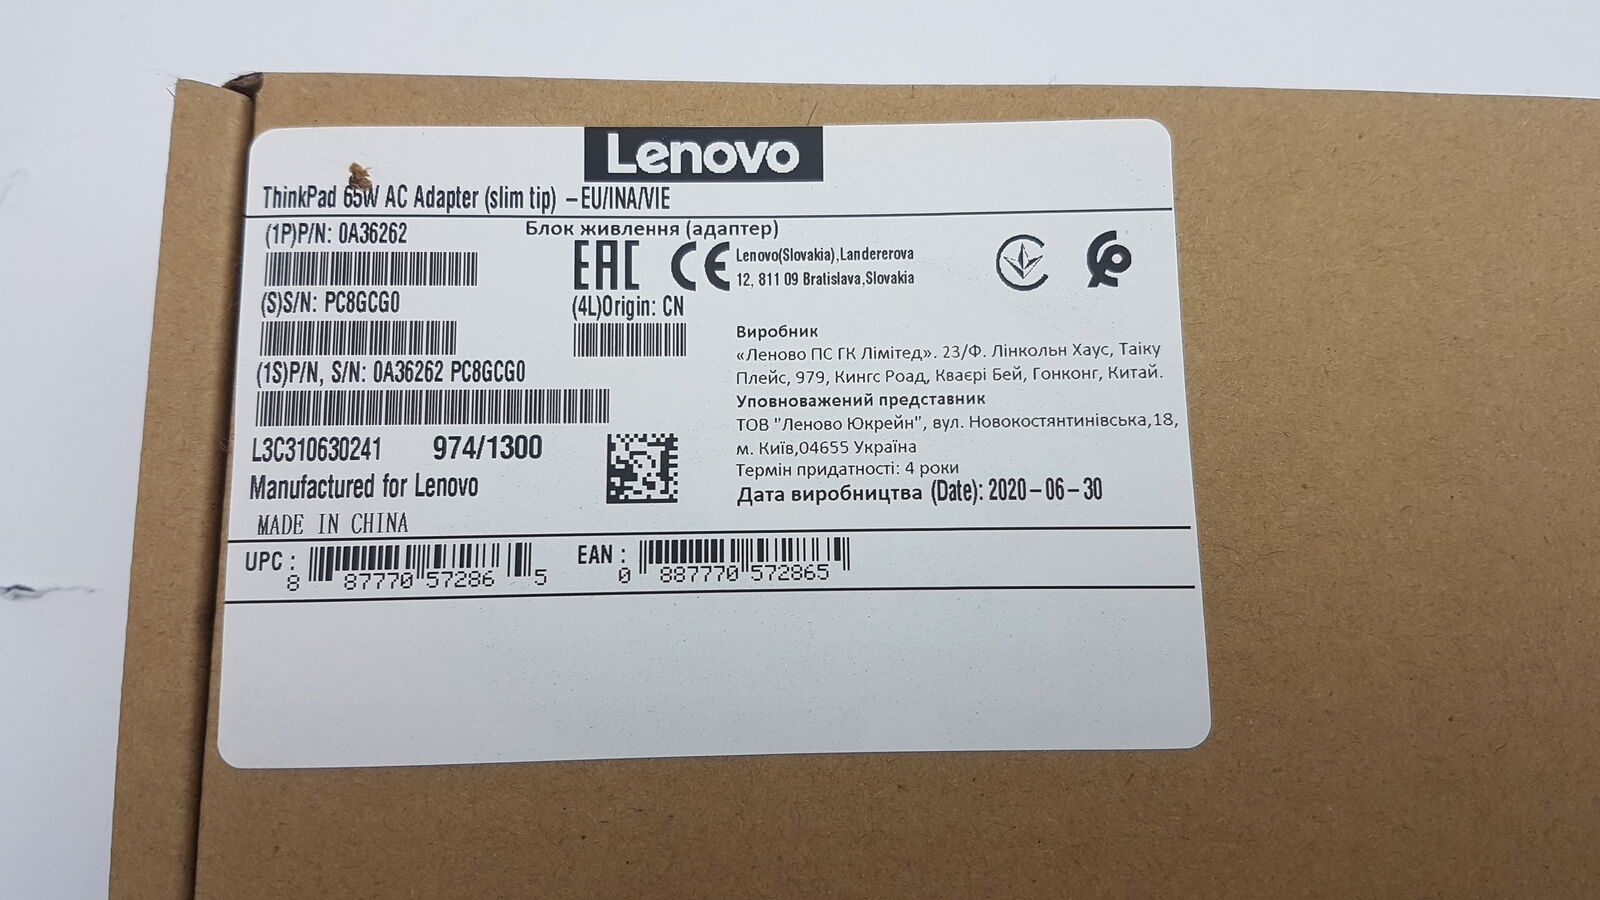 Lenovo
ThinkPad 65W AC Adapter (slim tip) – EU/INA/VIE
(1P)P/N: 0A36262
Блок живлення (адаптер)
EAC CE
Lenovo(Slovakia),Landererova
12, 811 09 Bratislava,Slovakia
(S)S/N: PC8GCG0
(4L)Origin: CN
(1S)P/N, S/N: 0A36262 PC8GCG0
L3C310630241 974/1300
Manufactured for Lenovo
MADE IN CHINA
Виробник
«Леново ПС ГК Лімітед». 23/Ф. Лінкольн Хаус, Таіку
Плейс, 979, Кингс Роад, Кваєрі Бей, Гонконг, Китай.
Уповноважений представник
ТОВ "Леново Юкрейн", вул. Новокостянтинівська,18,
м. Київ,04655 Україна
Термін придатності: 4 роки
Дата виробництва (Date): 2020-06-30
UPC : 8 87770 57286 5
EAN : 0 887770 572865